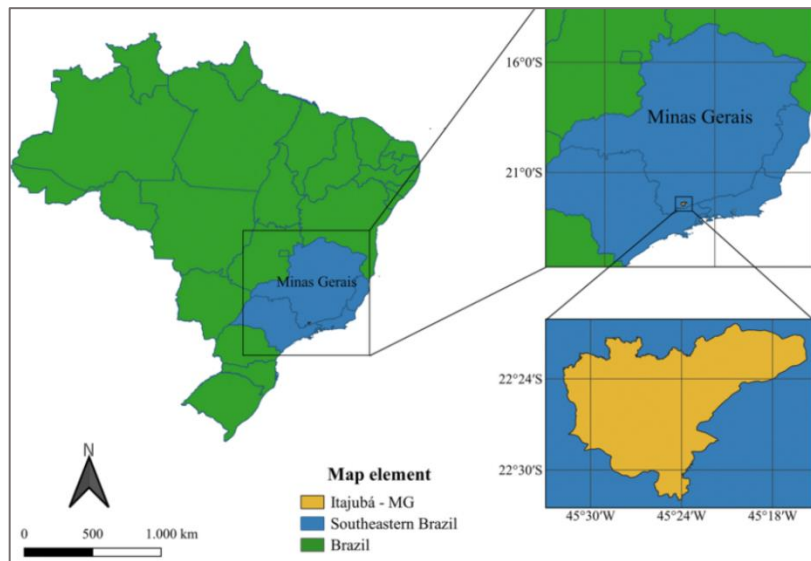 Minas Gerais
N
0
500
1.000 km
Map element
Itajubá - MG
Southeastern Brazil
Brazil
16°0'S
21°0'S
Minas Gerais
22°24'S
22°30'S
45°30'W 45°24'W 45°18'W